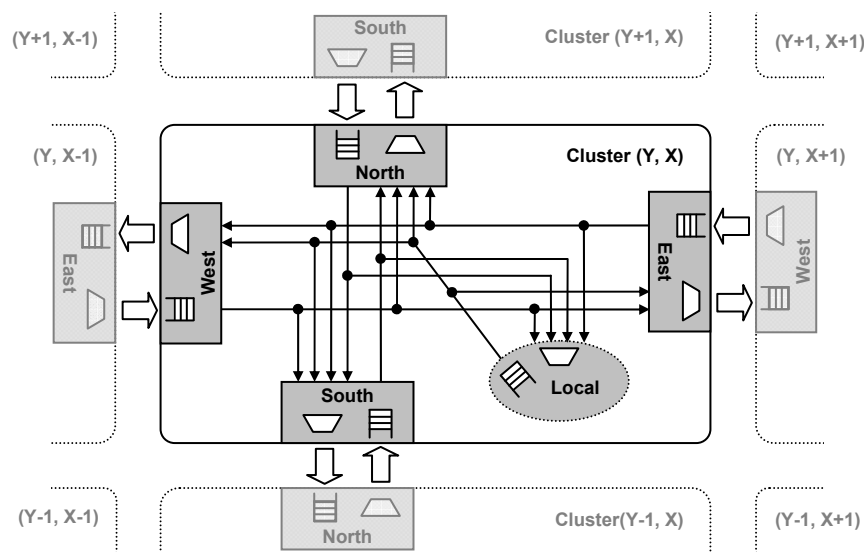 (Y+1, X-1)
South
Cluster (Y+1, X)
(Y+1, X+1)
North
Cluster (Y, X)
(Y, X-1)
(Y, X+1)
East
West
East
West
South
Local
(Y-1, X-1)
North
Cluster(Y-1, X)
(Y-1, X+1)